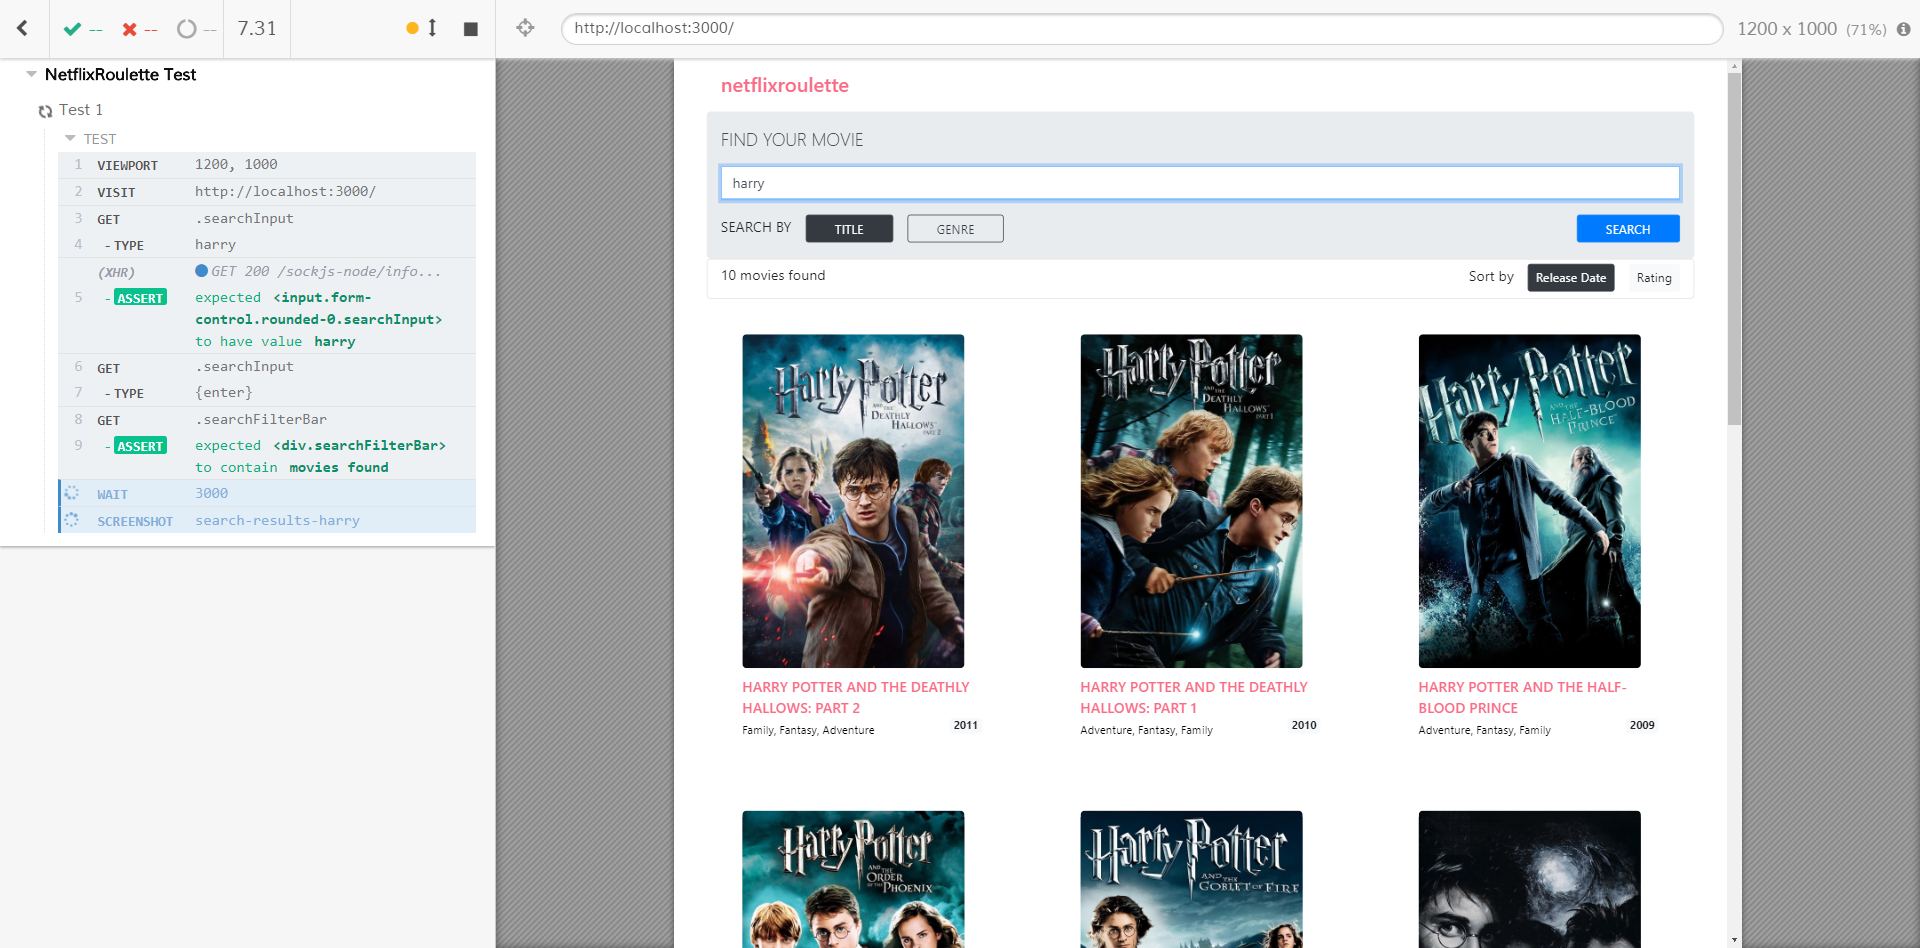 -- -- -- 7.31
http://localhost:3000/
1200 x 1000 (71%)
NetflixRoulette Test
Test 1
TEST
1 VIEWPORT 1200, 1000
2 VISIT http://localhost:3000/
3 GET .searchInput
4 - TYPE harry
(XHR) GET 200 /sockjs-node/info...
5 - ASSERT expected <input.form-
control.rounded-0.searchInput>
to have value harry
6 GET .searchInput
7 - TYPE {enter}
8 GET .searchFilterBar
9 - ASSERT expected <div.searchFilterBar>
to contain movies found
WAIT 3000
SCREENSHOT search-results-harry
netflixroulette
FIND YOUR MOVIE
harry
SEARCH BY TITLE GENRE SEARCH
10 movies found Sort by Release Date Rating
Harry Potter
AND THE
DEATHLY
HALLOWS
PART 2
Harry Potter
AND THE
DEATHLY
HALLOWS
PART 1
Harry Potter
AND THE
HALF-BLOOD
PRINCE
HARRY POTTER AND THE DEATHLY
HALLOWS: PART 2
Family, Fantasy, Adventure 2011
HARRY POTTER AND THE DEATHLY
HALLOWS: PART 1
Adventure, Fantasy, Family 2010
HARRY POTTER AND THE HALF-
BLOOD PRINCE
Adventure, Fantasy, Family 2009
Harry Potter
AND THE
ORDER
OF THE PHOENIX
Harry Potter
AND THE
GOBLET OF FIRE